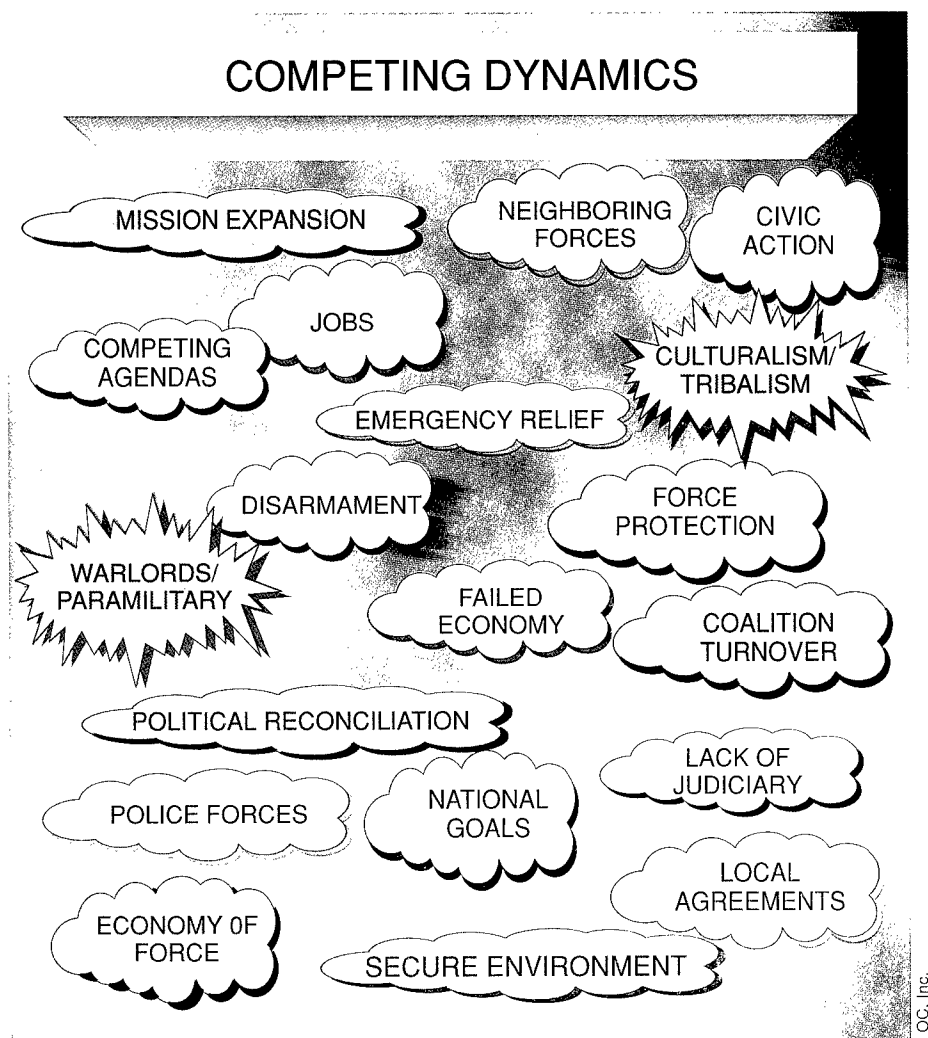 COMPETING DYNAMICS
MISSION EXPANSION
NEIGHBORING
FORCES
CIVIC
ACTION
JOBS
COMPETING
AGENDAS
CULTURALISM/
TRIBALISM
EMERGENCY RELIEF
DISARMAMENT
FORCE
PROTECTION
WARLORDS/
PARAMILITARY
FAILED
ECONOMY
COALITION
TURNOVER
POLITICAL RECONCILIATION
LACK OF
JUDICIARY
POLICE FORCES
NATIONAL
GOALS
LOCAL
AGREEMENTS
ECONOMY 0F
FORCE
SECURE ENVIRONMENT
OC, Inc.